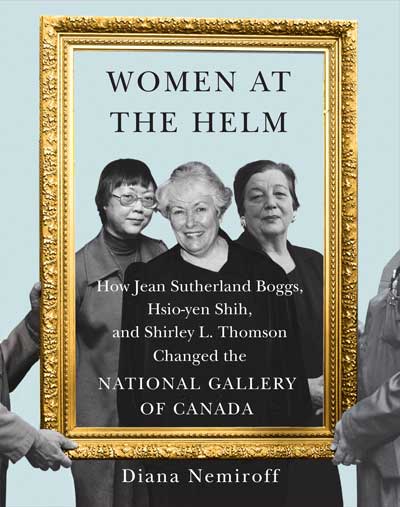 WOMEN AT
THE HELM
How Jean Sutherland Boggs,
Hsio-yen Shih,
and Shirley L. Thomson
Changed the
NATIONAL GALLERY
OF CANADA
Diana Nemiroff